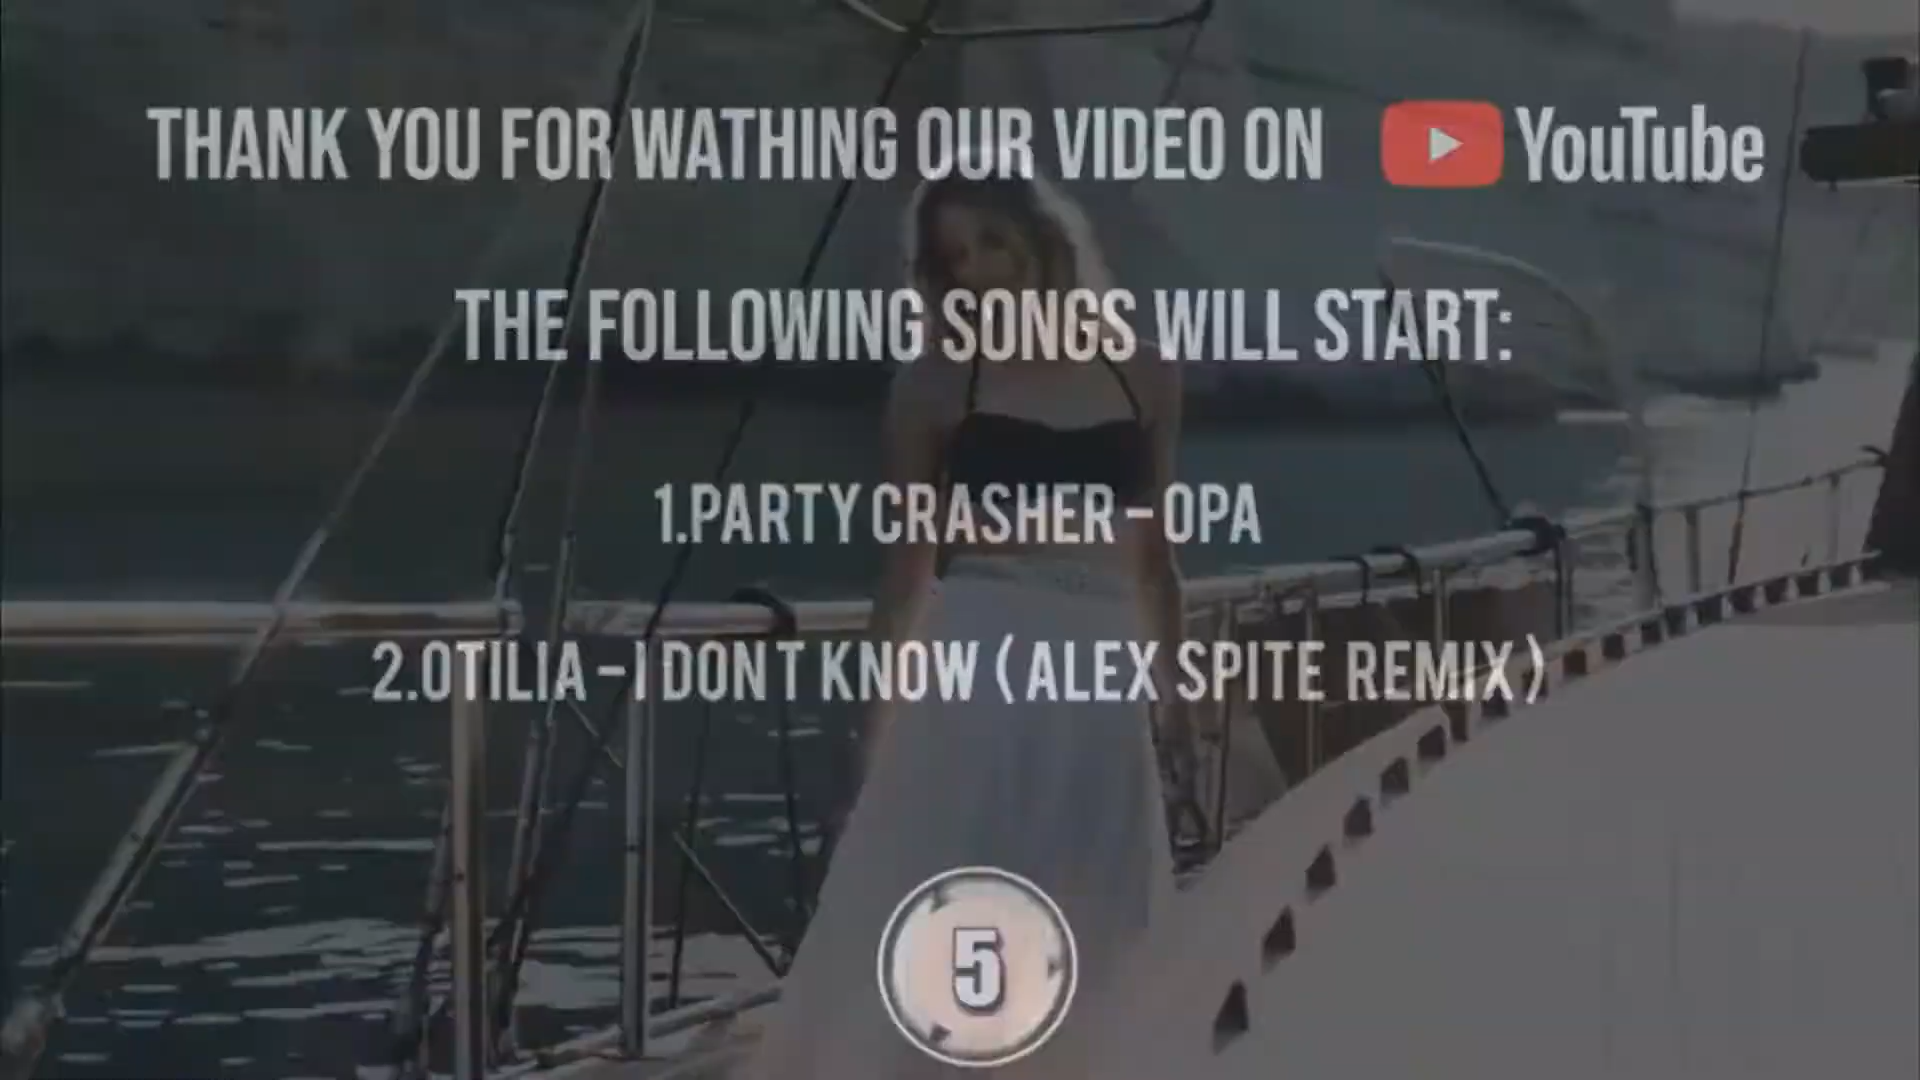 THANK YOU FOR WATHING OUR VIDEO ON YouTube
THE FOLLOWING SONGS WILL START:
1.PARTY CRASHER - OPA
2.OTILIA - I DON T KNOW ( ALEX SPITE REMIX )
5